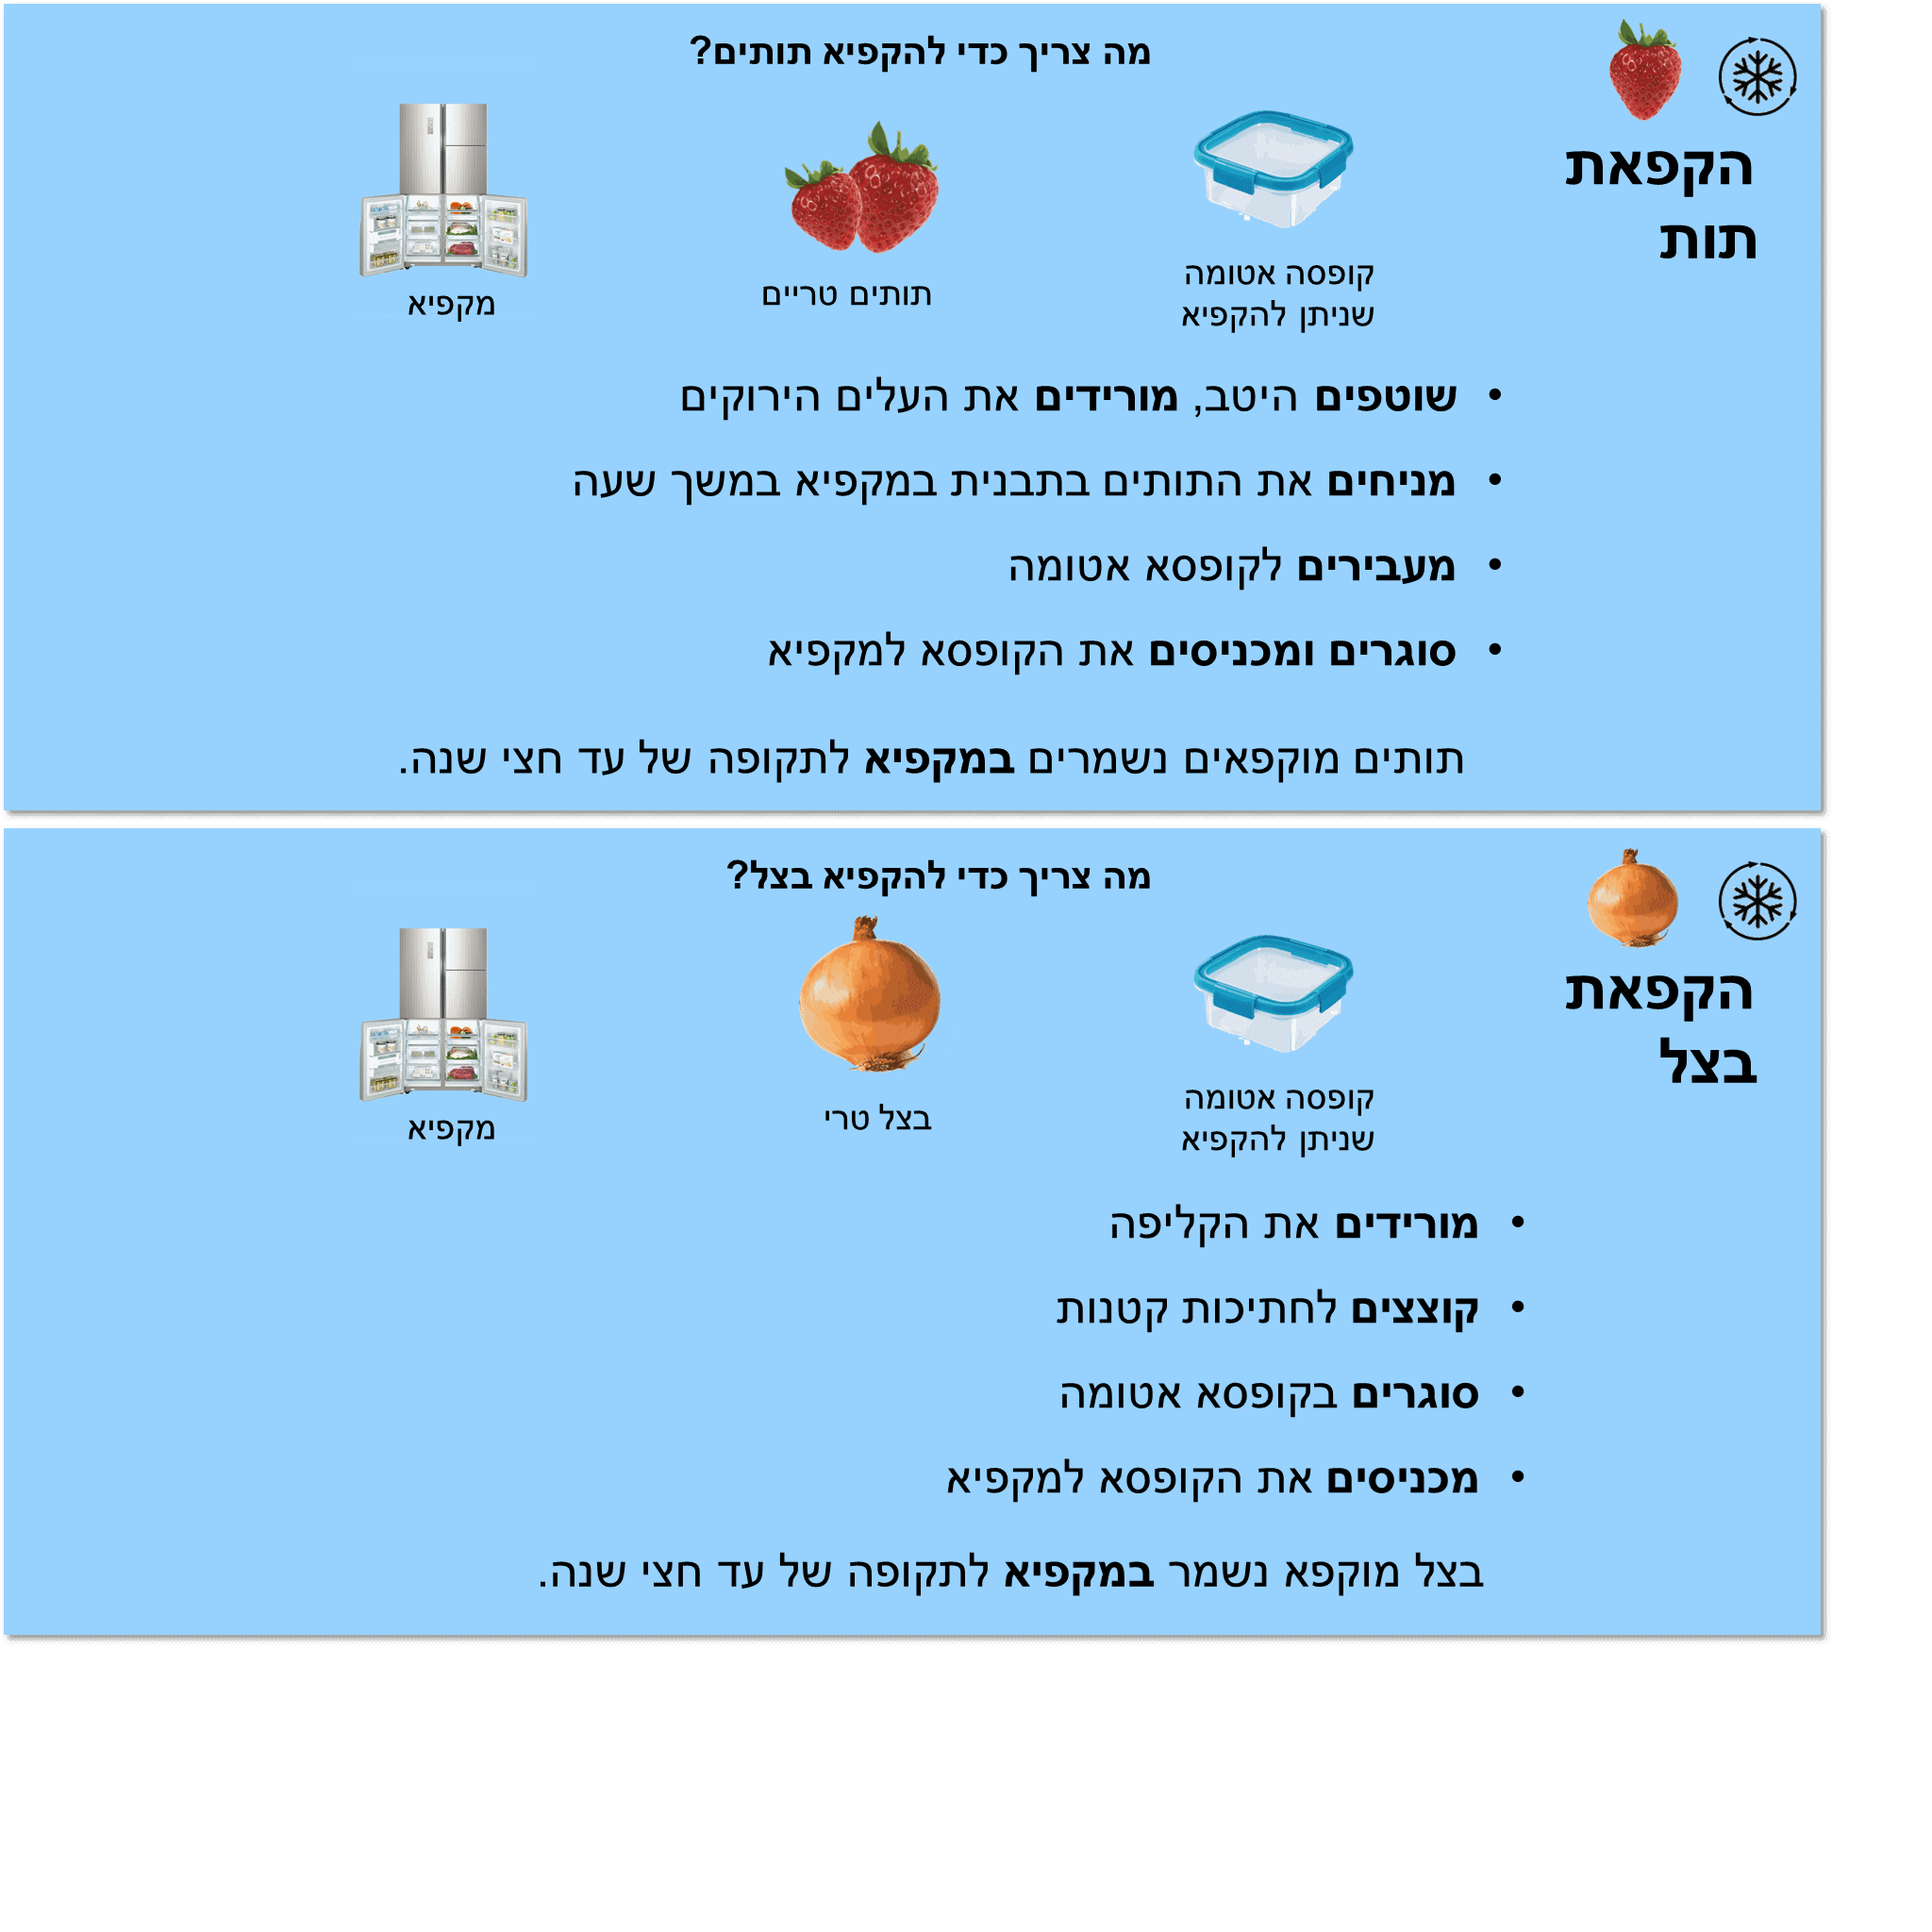 הקפאת
תות
מה צריך כדי להקפיא תותים?
קופסה אטומה
שניתן להקפיא
תותים טריים
מקפיא
• שוטפים היטב, מורידים את העלים הירוקים
• מניחים את התותים בתבנית במקפיא במשך שעה
• מעבירים לקופסא אטומה
• סוגרים ומכניסים את הקופסא למקפיא
תותים מוקפאים נשמרים במקפיא לתקופה של עד חצי שנה.
הקפאת
בצל
מה צריך כדי להקפיא בצל?
קופסה אטומה
שניתן להקפיא
בצל טרי
מקפיא
• מורידים את הקליפה
• קוצצים לחתיכות קטנות
• סוגרים בקופסא אטומה
• מכניסים את הקופסא למקפיא
בצל מוקפא נשמר במקפיא לתקופה של עד חצי שנה.